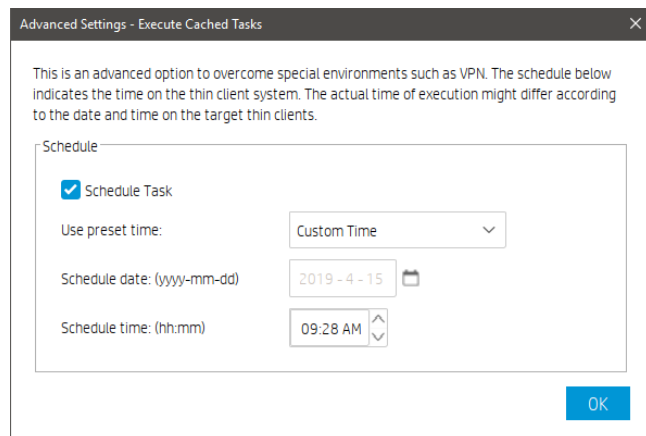 Advanced Settings - Execute Cached Tasks
This is an advanced option to overcome special environments such as VPN. The schedule below
indicates the time on the thin client system. The actual time of execution might differ according
to the date and time on the target thin clients.
Schedule
Schedule Task
Use preset time: Custom Time
Schedule date: (yyyy-mm-dd) 2019 - 4 - 15
Schedule time: (hh:mm) 09:28 AM
OK